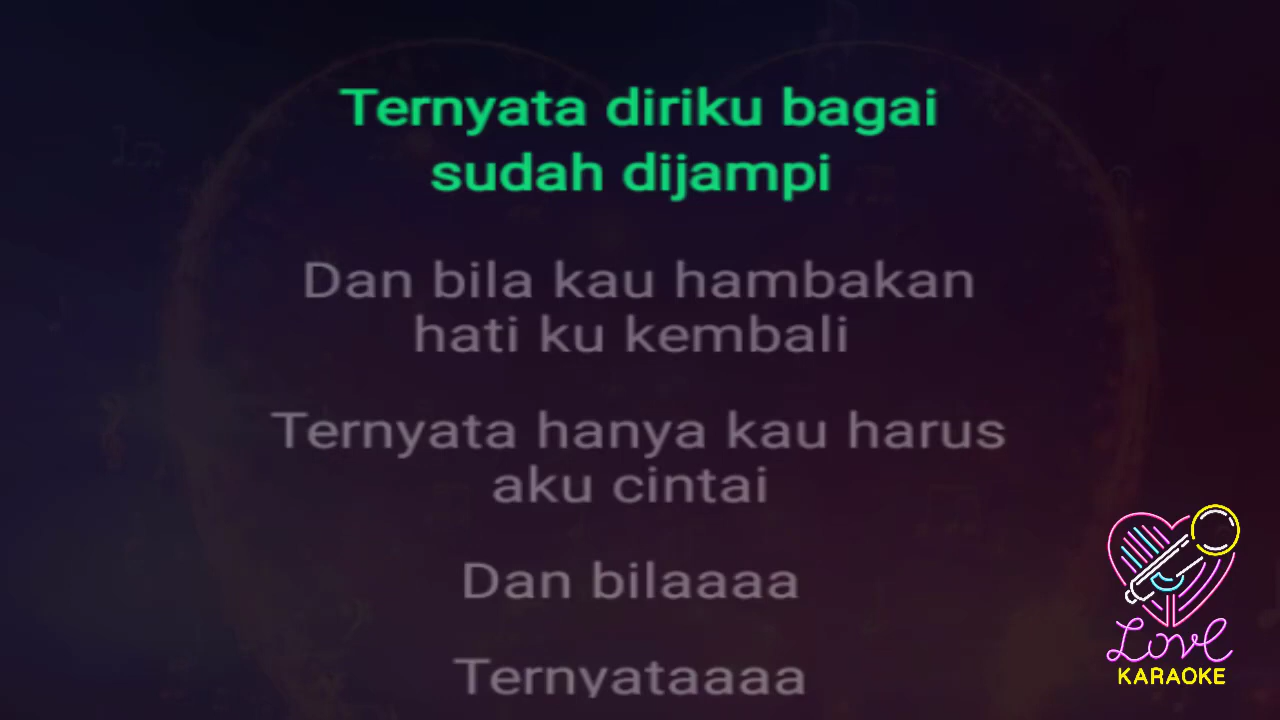 Ternyata diriku bagai
sudah dijampi
Dan bila kau hambakan
hati ku kembali
Ternyata hanya kau harus
aku cintai
Dan bilaaaa
Ternyataaaa
Love
KARAOKE